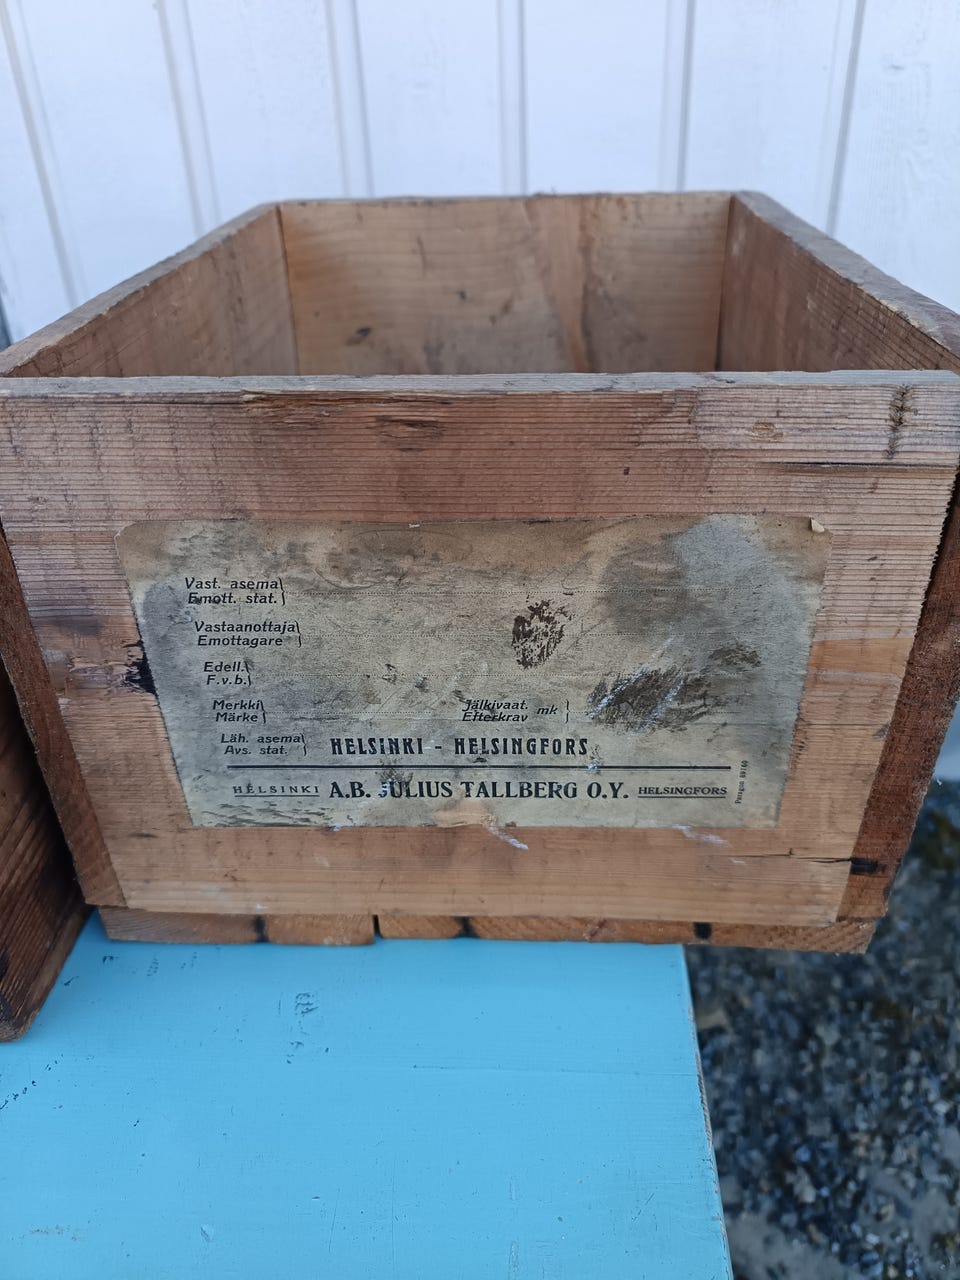 Vast. asema
Emott. stat.
Vastaanottaja
Emottagare
Edell.
F.v.b.
Merkki
Märke
Jälkivaat. mk
Efterkrav
Läh. asema
Avs. stat.
HELSINKI - HELSINGFORS
HELSINKI A.B. JULIUS TALLBERG O.Y. HELSINGFORS